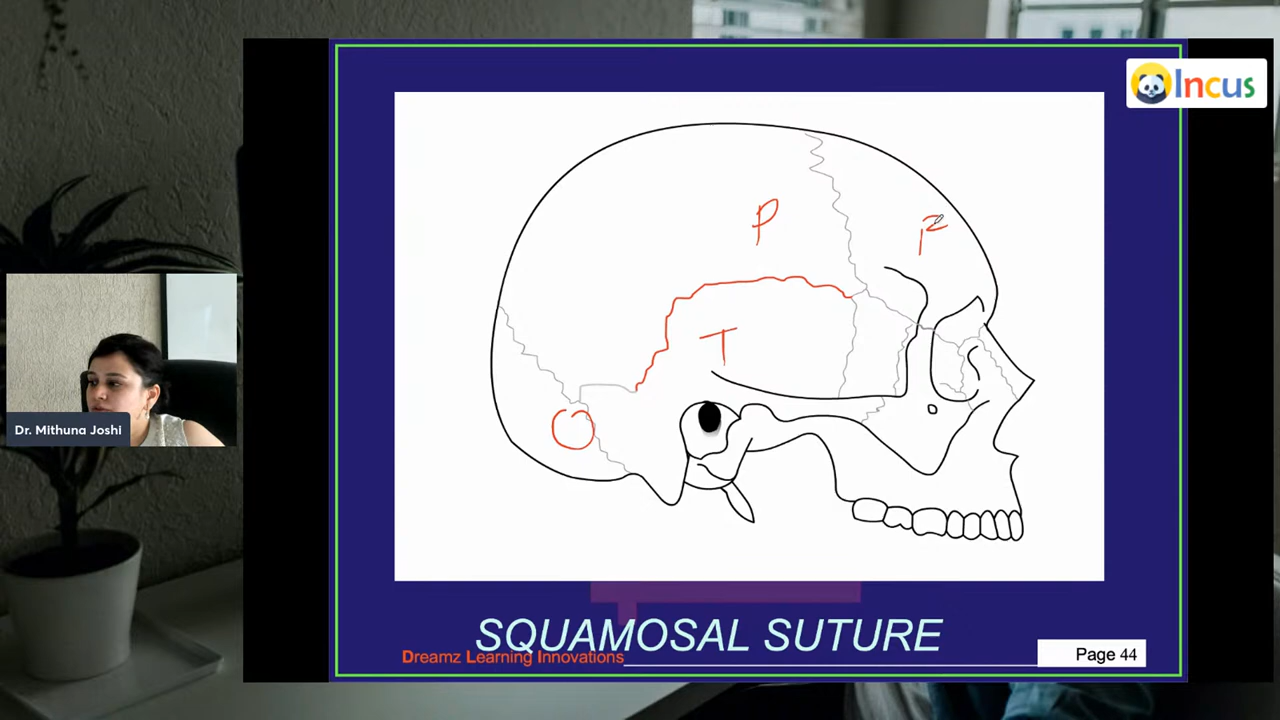 Incus
P
F
T
O
Dr. Mithuna Joshi
SQUAMOSAL SUTURE
Dreamz Learning Innovations
Page 44